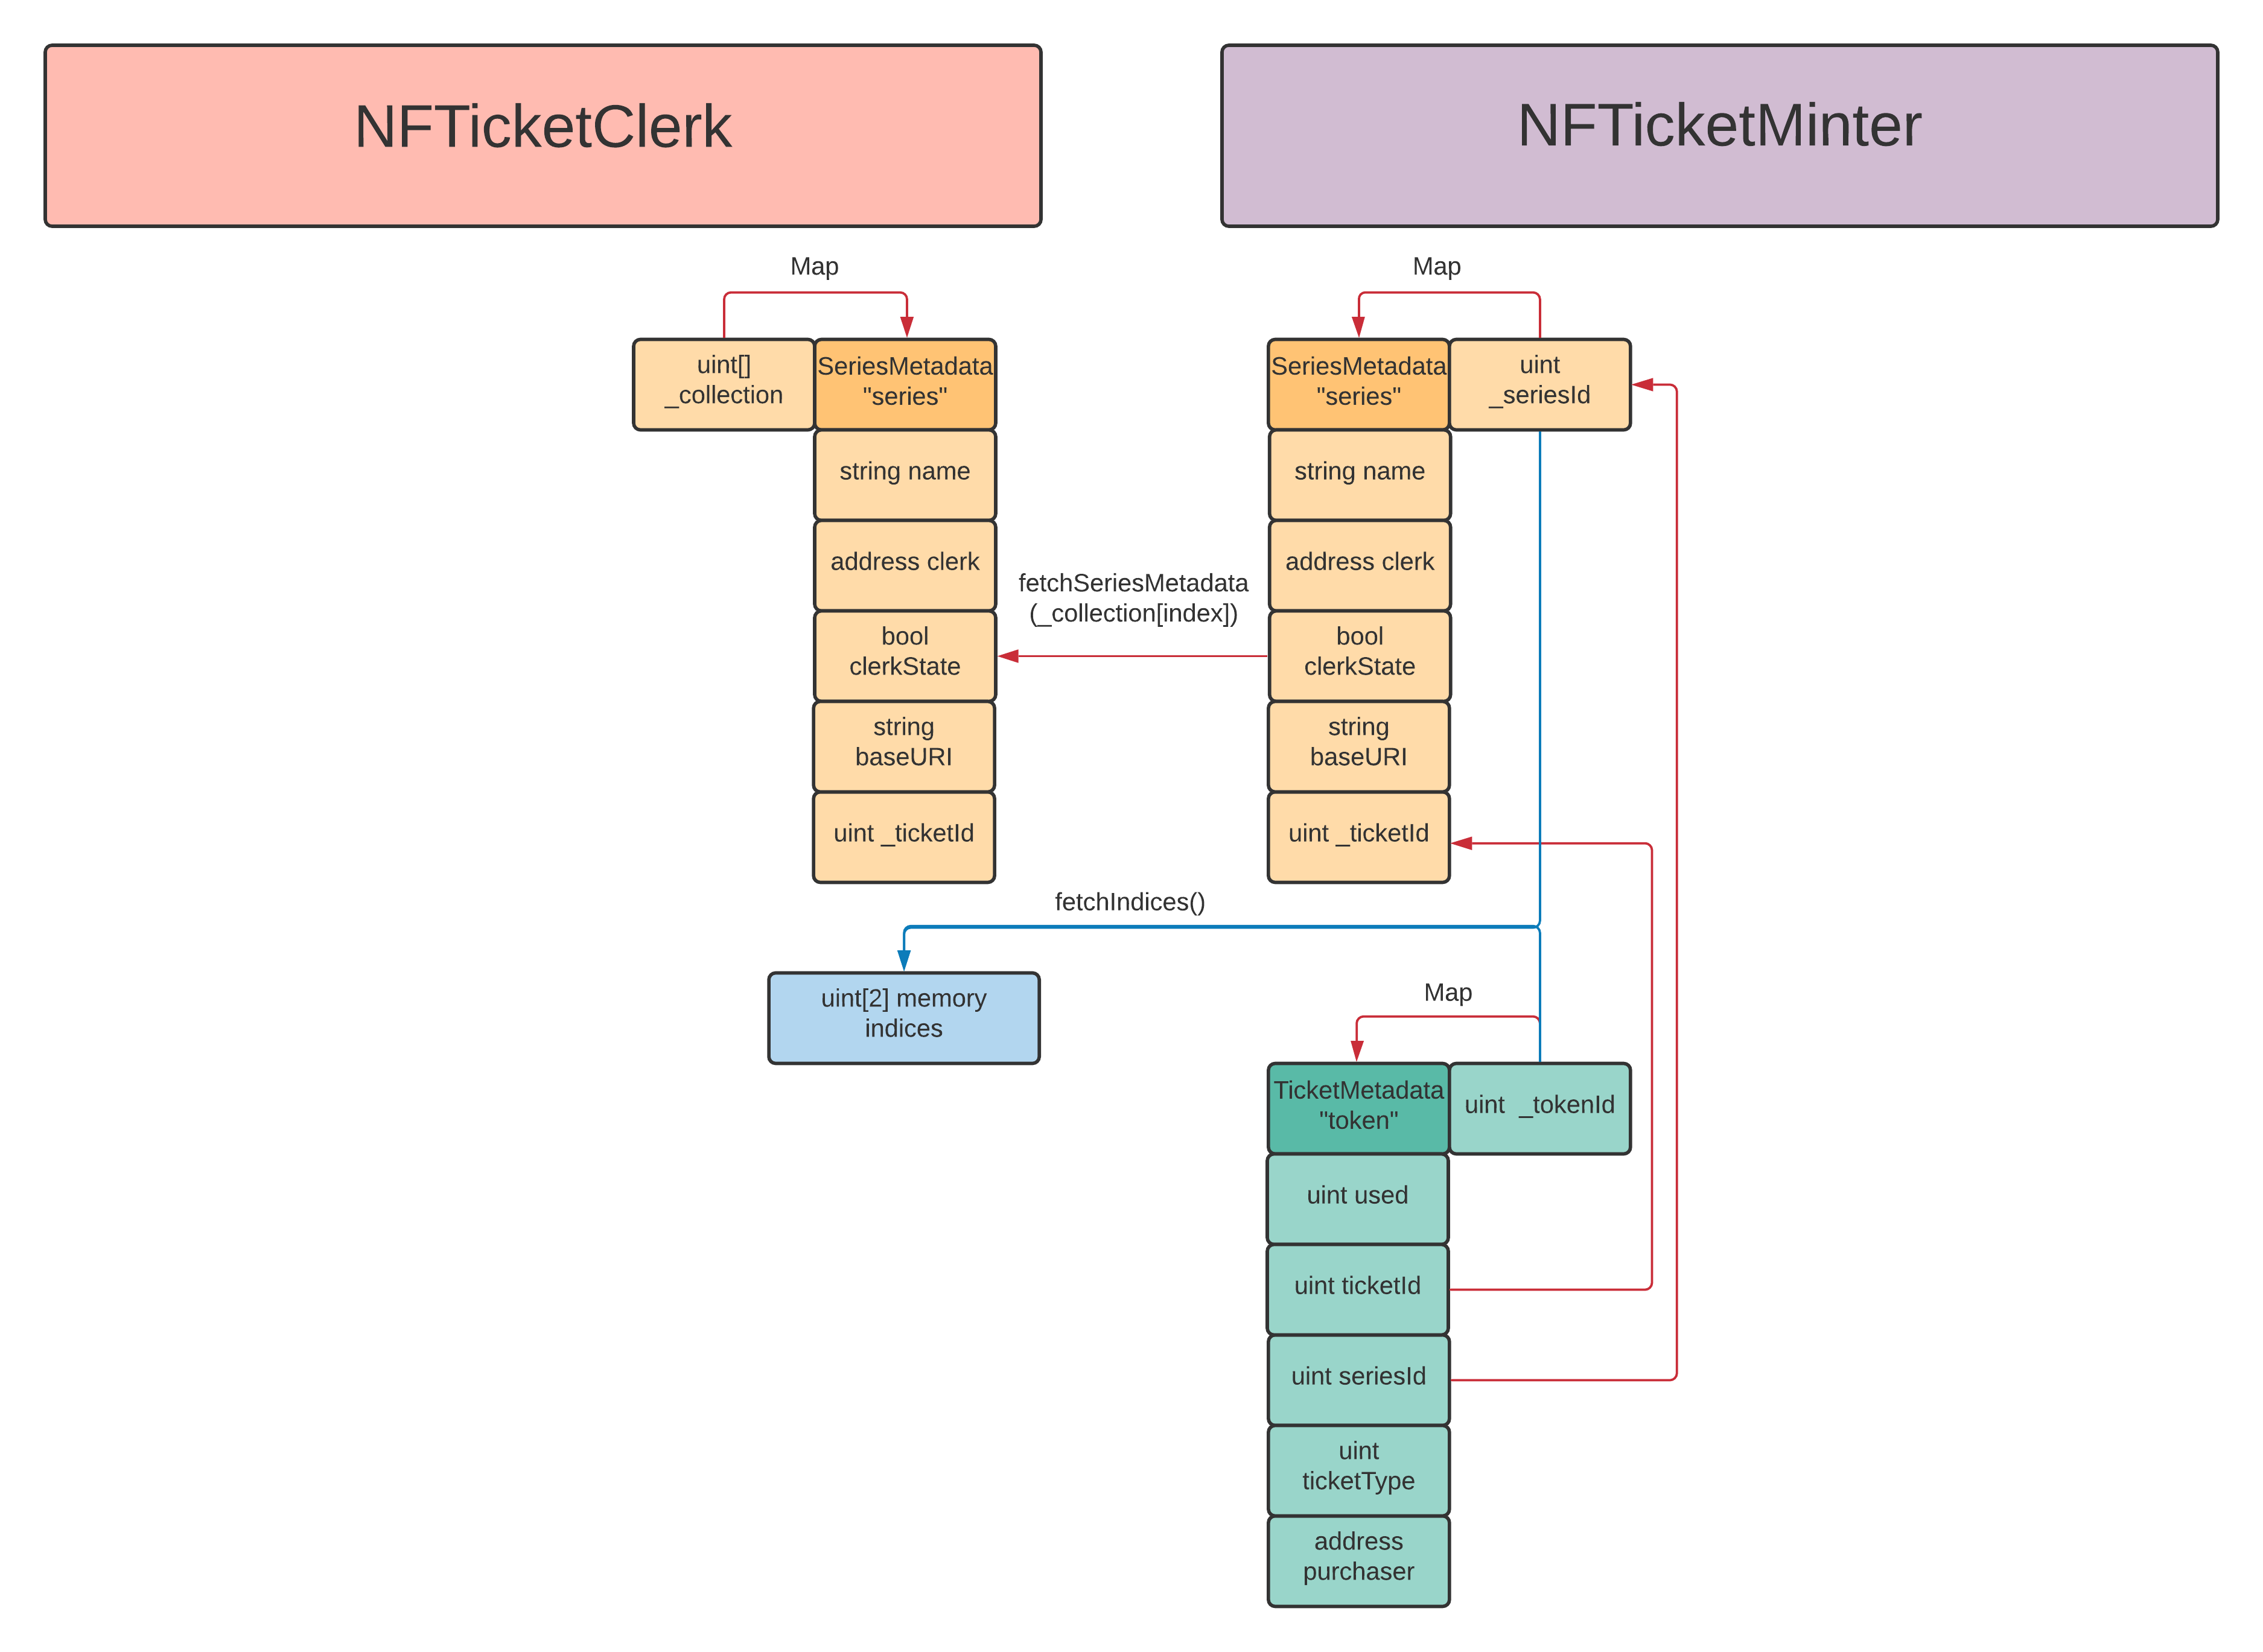 NFTicketClerk
NFTicketMinter
Map
Map
uint[]
_collection
SeriesMetadata
"series"
SeriesMetadata
"series"
uint
_seriesId
string name
string name
address clerk
address clerk
fetchSeriesMetadata
(_collection[index])
bool
clerkState
bool
clerkState
string
baseURI
string
baseURI
uint _ticketId
uint _ticketId
fetchIndices()
uint[2] memory
indices
Map
TicketMetadata
"token"
uint  _tokenId
uint used
uint ticketId
uint seriesId
uint
ticketType
address
purchaser